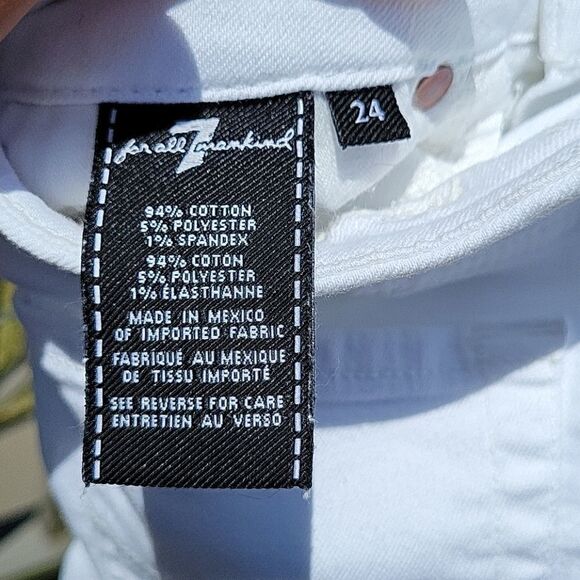 for all 7 mankind
24
94% COTTON
5% POLYESTER
1% SPANDEX
94% COTON
5% POLYESTER
1% ÉLASTHANNE
MADE IN MEXICO
OF IMPORTED FABRIC
FABRIQUÉ AU MEXIQUE
DE TISSU IMPORTÉ
SEE REVERSE FOR CARE
ENTRETIEN AU VERSO